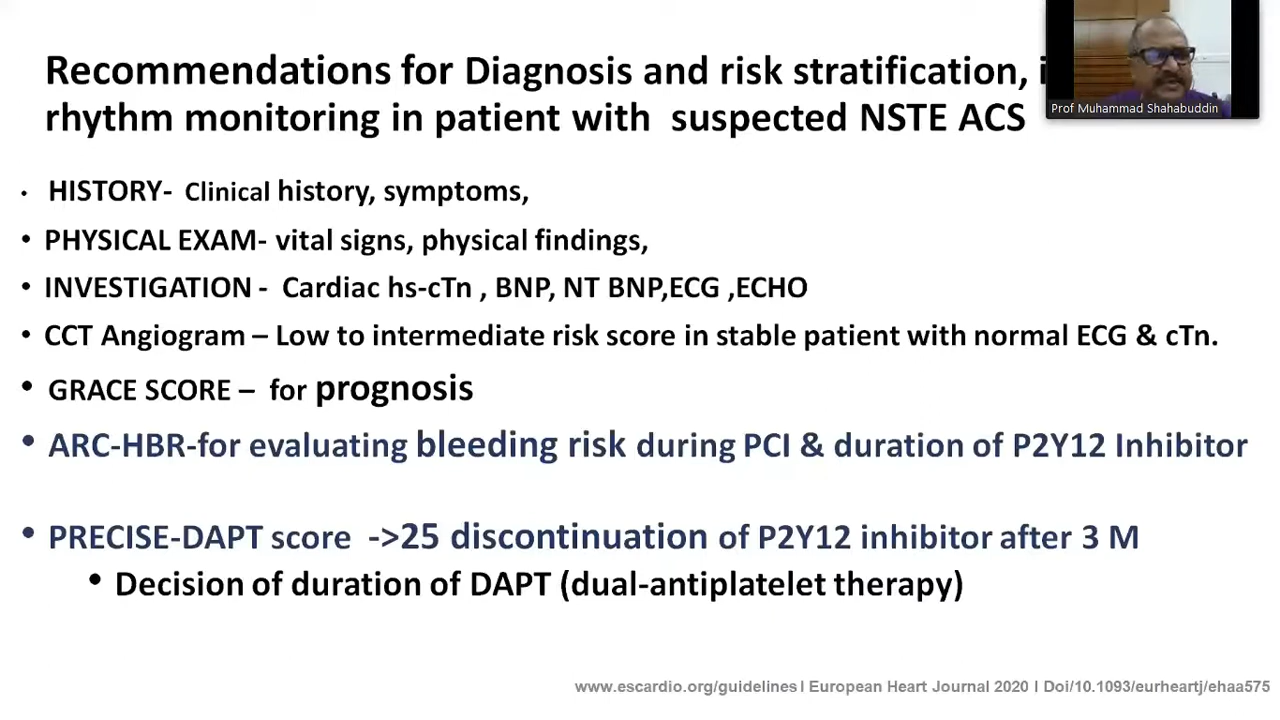 Recommendations for Diagnosis and risk stratification,
rhythm monitoring in patient with suspected NSTE ACS
Prof Muhammad Shahabuddin
• HISTORY- Clinical history, symptoms,
• PHYSICAL EXAM- vital signs, physical findings,
• INVESTIGATION - Cardiac hs-cTn , BNP, NT BNP,ECG ,ECHO
• CCT Angiogram – Low to intermediate risk score in stable patient with normal ECG & cTn.
• GRACE SCORE – for prognosis
• ARC-HBR-for evaluating bleeding risk during PCI & duration of P2Y12 Inhibitor
• PRECISE-DAPT score ->25 discontinuation of P2Y12 inhibitor after 3 M
• Decision of duration of DAPT (dual-antiplatelet therapy)
www.escardio.org/guidelines I European Heart Journal 2020 I Doi/10.1093/eurheartj/ehaa575